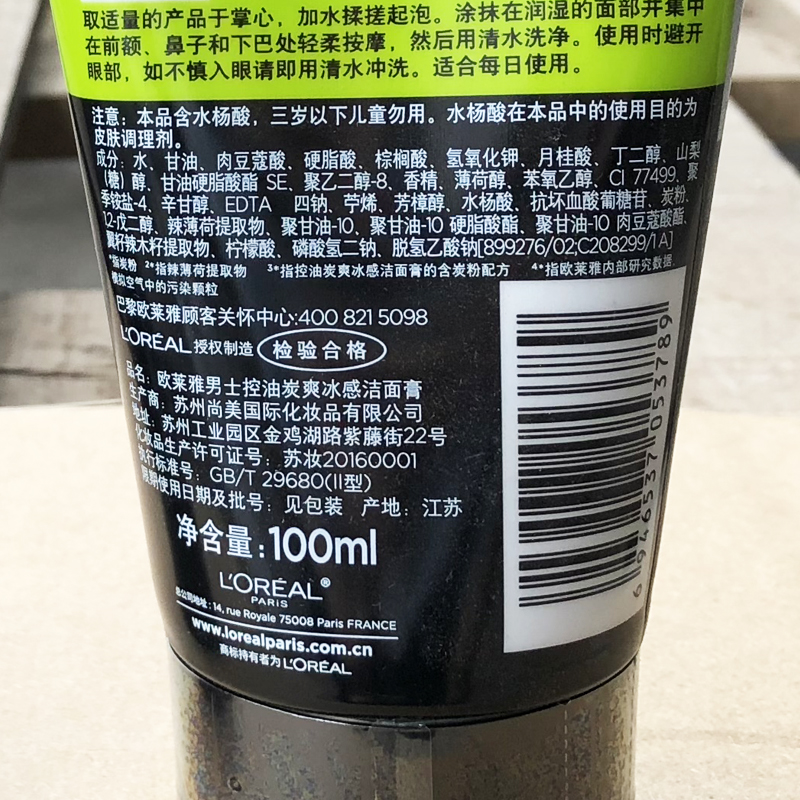 取适量的产品于掌心，加水揉搓起泡。涂抹在润湿的面部并集中
在前额、鼻子和下巴处轻柔按摩，然后用清水洗净。使用时避开
眼部，如不慎入眼请即用清水冲洗。适合每日使用。
注意：本品含水杨酸，三岁以下儿童勿用。水杨酸在本品中的使用目的为
皮肤调理剂。
成分：水、甘油、肉豆蔻酸、硬脂酸、棕榈酸、氢氧化钾、月桂酸、丁二醇、山梨
（糖）醇、甘油硬脂酸酯 SE、聚乙二醇-8、香精、薄荷醇、苯氧乙醇、CI 77499、聚
季铵盐-4、辛甘醇、EDTA 四钠、苧烯、芳樟醇、水杨酸、抗坏血酸葡糖苷、炭粉、
1,2-戊二醇、辣薄荷提取物、聚甘油-10、聚甘油-10 硬脂酸酯、聚甘油-10 肉豆蔻酸酯、
翼籽辣木籽提取物、柠檬酸、磷酸氢二钠、脱氢乙酸钠[899276/02;C208299/1A]
¹*指炭粉 ²*指辣薄荷提取物 ³*指控油炭爽冰感洁面膏的含炭粉配方 ⁴*指欧莱雅内部研究数据，
模拟空气中的污染颗粒
巴黎欧莱雅顾客关怀中心:400 821 5098
L'ORÉAL 授权制造 检验合格
品名：欧莱雅男士控油炭爽冰感洁面膏
生产商：苏州尚美国际化妆品有限公司
地址：苏州工业园区金鸡湖路紫藤街22号
化妆品生产许可证号：苏妆20160001
执行标准号：GB/T 29680(II型)
限期使用日期及批号：见包装 产地：江苏
净含量:100ml
L'ORÉAL®
PARIS
总公司地址：14, rue Royale 75008 Paris FRANCE
www.lorealparis.com.cn
商标持有者为L'ORÉAL
6 946537 053789